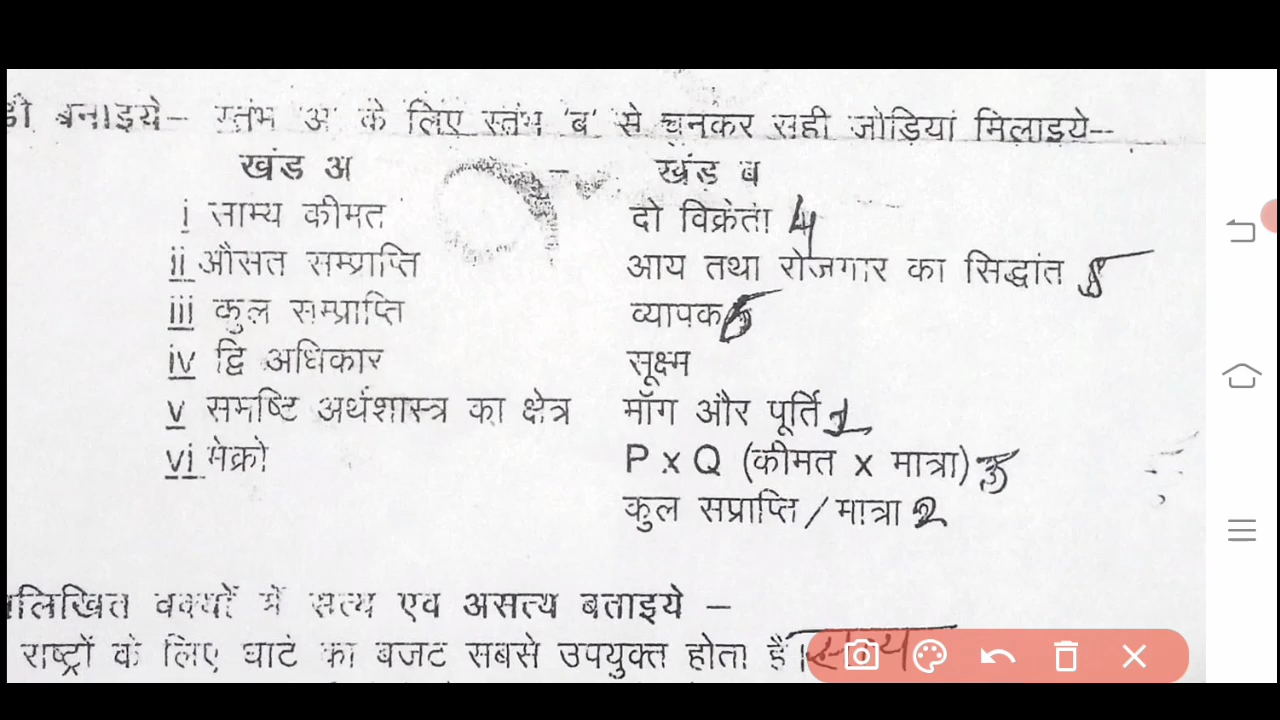 बनाइये– स्तंभ 'अ' के लिए स्तंभ 'ब' से चुनकर सही जोड़ियां मिलाइये–
खंड अ – खंड ब
i साम्य कीमत दो विक्रेता 4
ii औसत सम्प्राप्ति आय तथा रोजगार का सिद्धांत 5
iii कुल सम्प्राप्ति व्यापक 6
iv द्वि अधिकार सूक्ष्म
v समष्टि अर्थशास्त्र का क्षेत्र माँग और पूर्ति 1
vi मेक्रो P x Q (कीमत x मात्रा) 3
कुल सप्राप्ति / मात्रा 2
में सत्य एव असत्य बताइये –
राष्ट्रों के लिए घाटे का बजट सबसे उपयुक्त होता है। सत्य